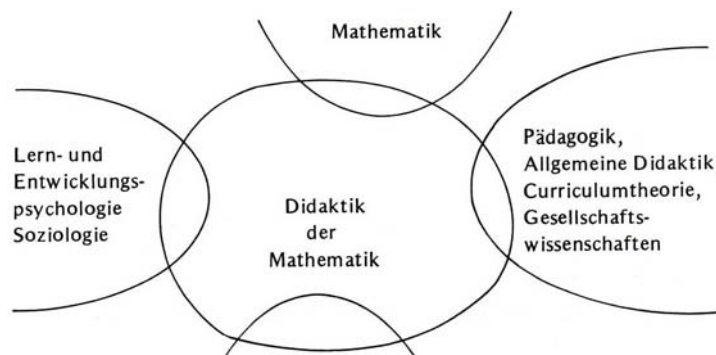 Mathematik
Lern- und
Entwicklungs-
psychologie
Soziologie
Didaktik
der
Mathematik
Pädagogik,
Allgemeine Didaktik
Curriculumtheorie,
Gesellschafts-
wissenschaften